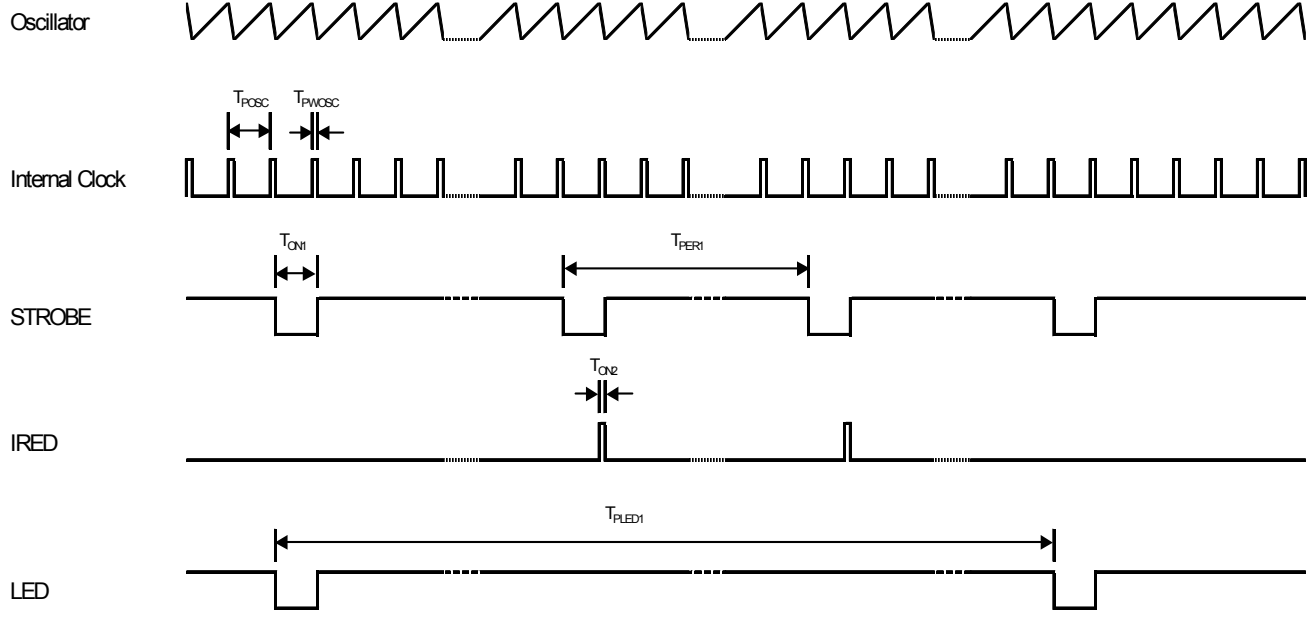 Oscillator
TPOSC TPWOSC
Internal Clock
TON1 TPER1
STROBE
TON2
IRED
TPLED1
LED